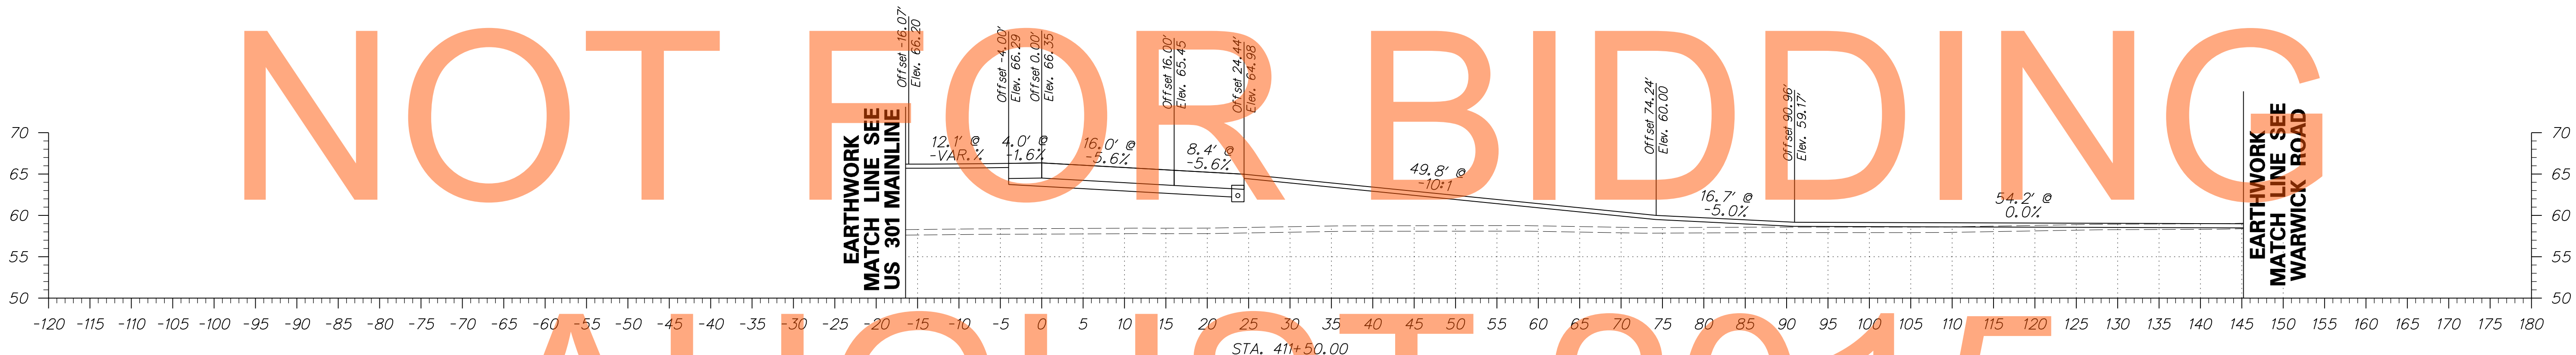 NOT FOR BIDDING
Offset -16.07'
Elev. 66.20
Offset -4.00'
Elev. 66.29
Offset 0.00'
Elev. 66.35
Offset 16.00'
Elev. 65.45
Offset 24.44'
Elev. 64.98
Offset 74.24'
Elev. 60.00
Offset 90.96'
Elev. 59.17'
EARTHWORK
MATCH LINE SEE
US 301 MAINLINE
12.1' @
-VAR.%
4.0' @
-1.6%
16.0' @
-5.6%
8.4' @
-5.6%
49.8' @
-10:1
16.7' @
-5.0%
54.2' @
0.0%
EARTHWORK
MATCH LINE SEE
WARWICK ROAD
70
65
60
55
50
70
65
60
55
50
-120 -115 -110 -105 -100 -95 -90 -85 -80 -75 -70 -65 -60 -55 -50 -45 -40 -35 -30 -25 -20 -15 -10 -5 0 5 10 15 20 25 30 35 40 45 50 55 60 65 70 75 80 85 90 95 100 105 110 115 120 125 130 135 140 145 150 155 160 165 170 175 180
STA. 411+50.00
AUGUST 2015